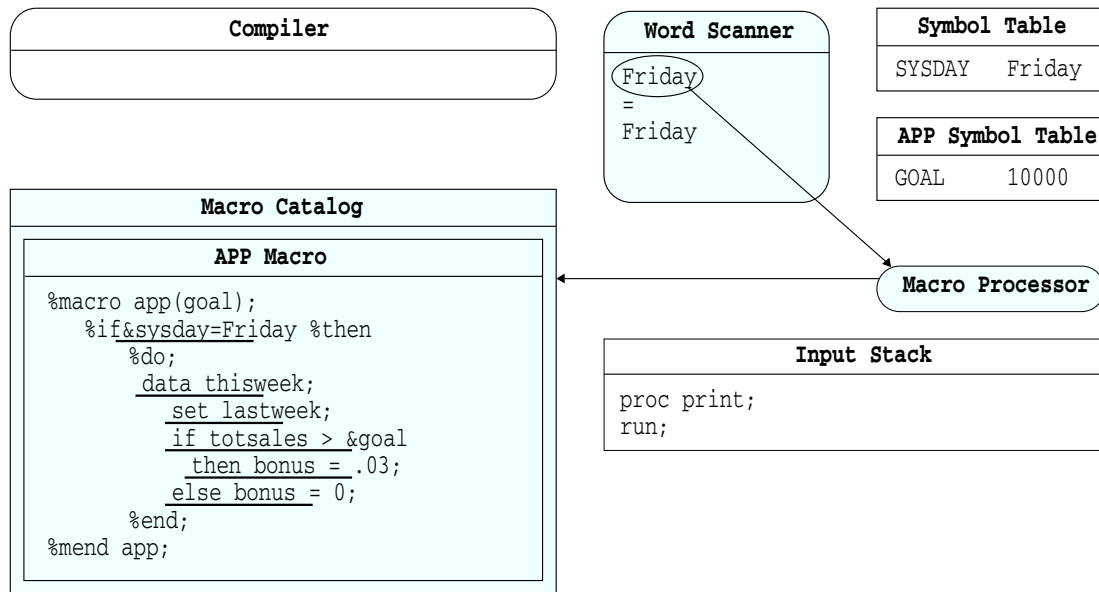 Compiler
Word Scanner
Friday
=
Friday
Symbol Table
SYSDAY Friday
APP Symbol Table
GOAL 10000
Macro Catalog
APP Macro
%macro app(goal);
%if&sysday=Friday %then
%do;
data thisweek;
set lastweek;
if totsales > &goal
then bonus = .03;
else bonus = 0;
%end;
%mend app;
Macro Processor
Input Stack
proc print;
run;